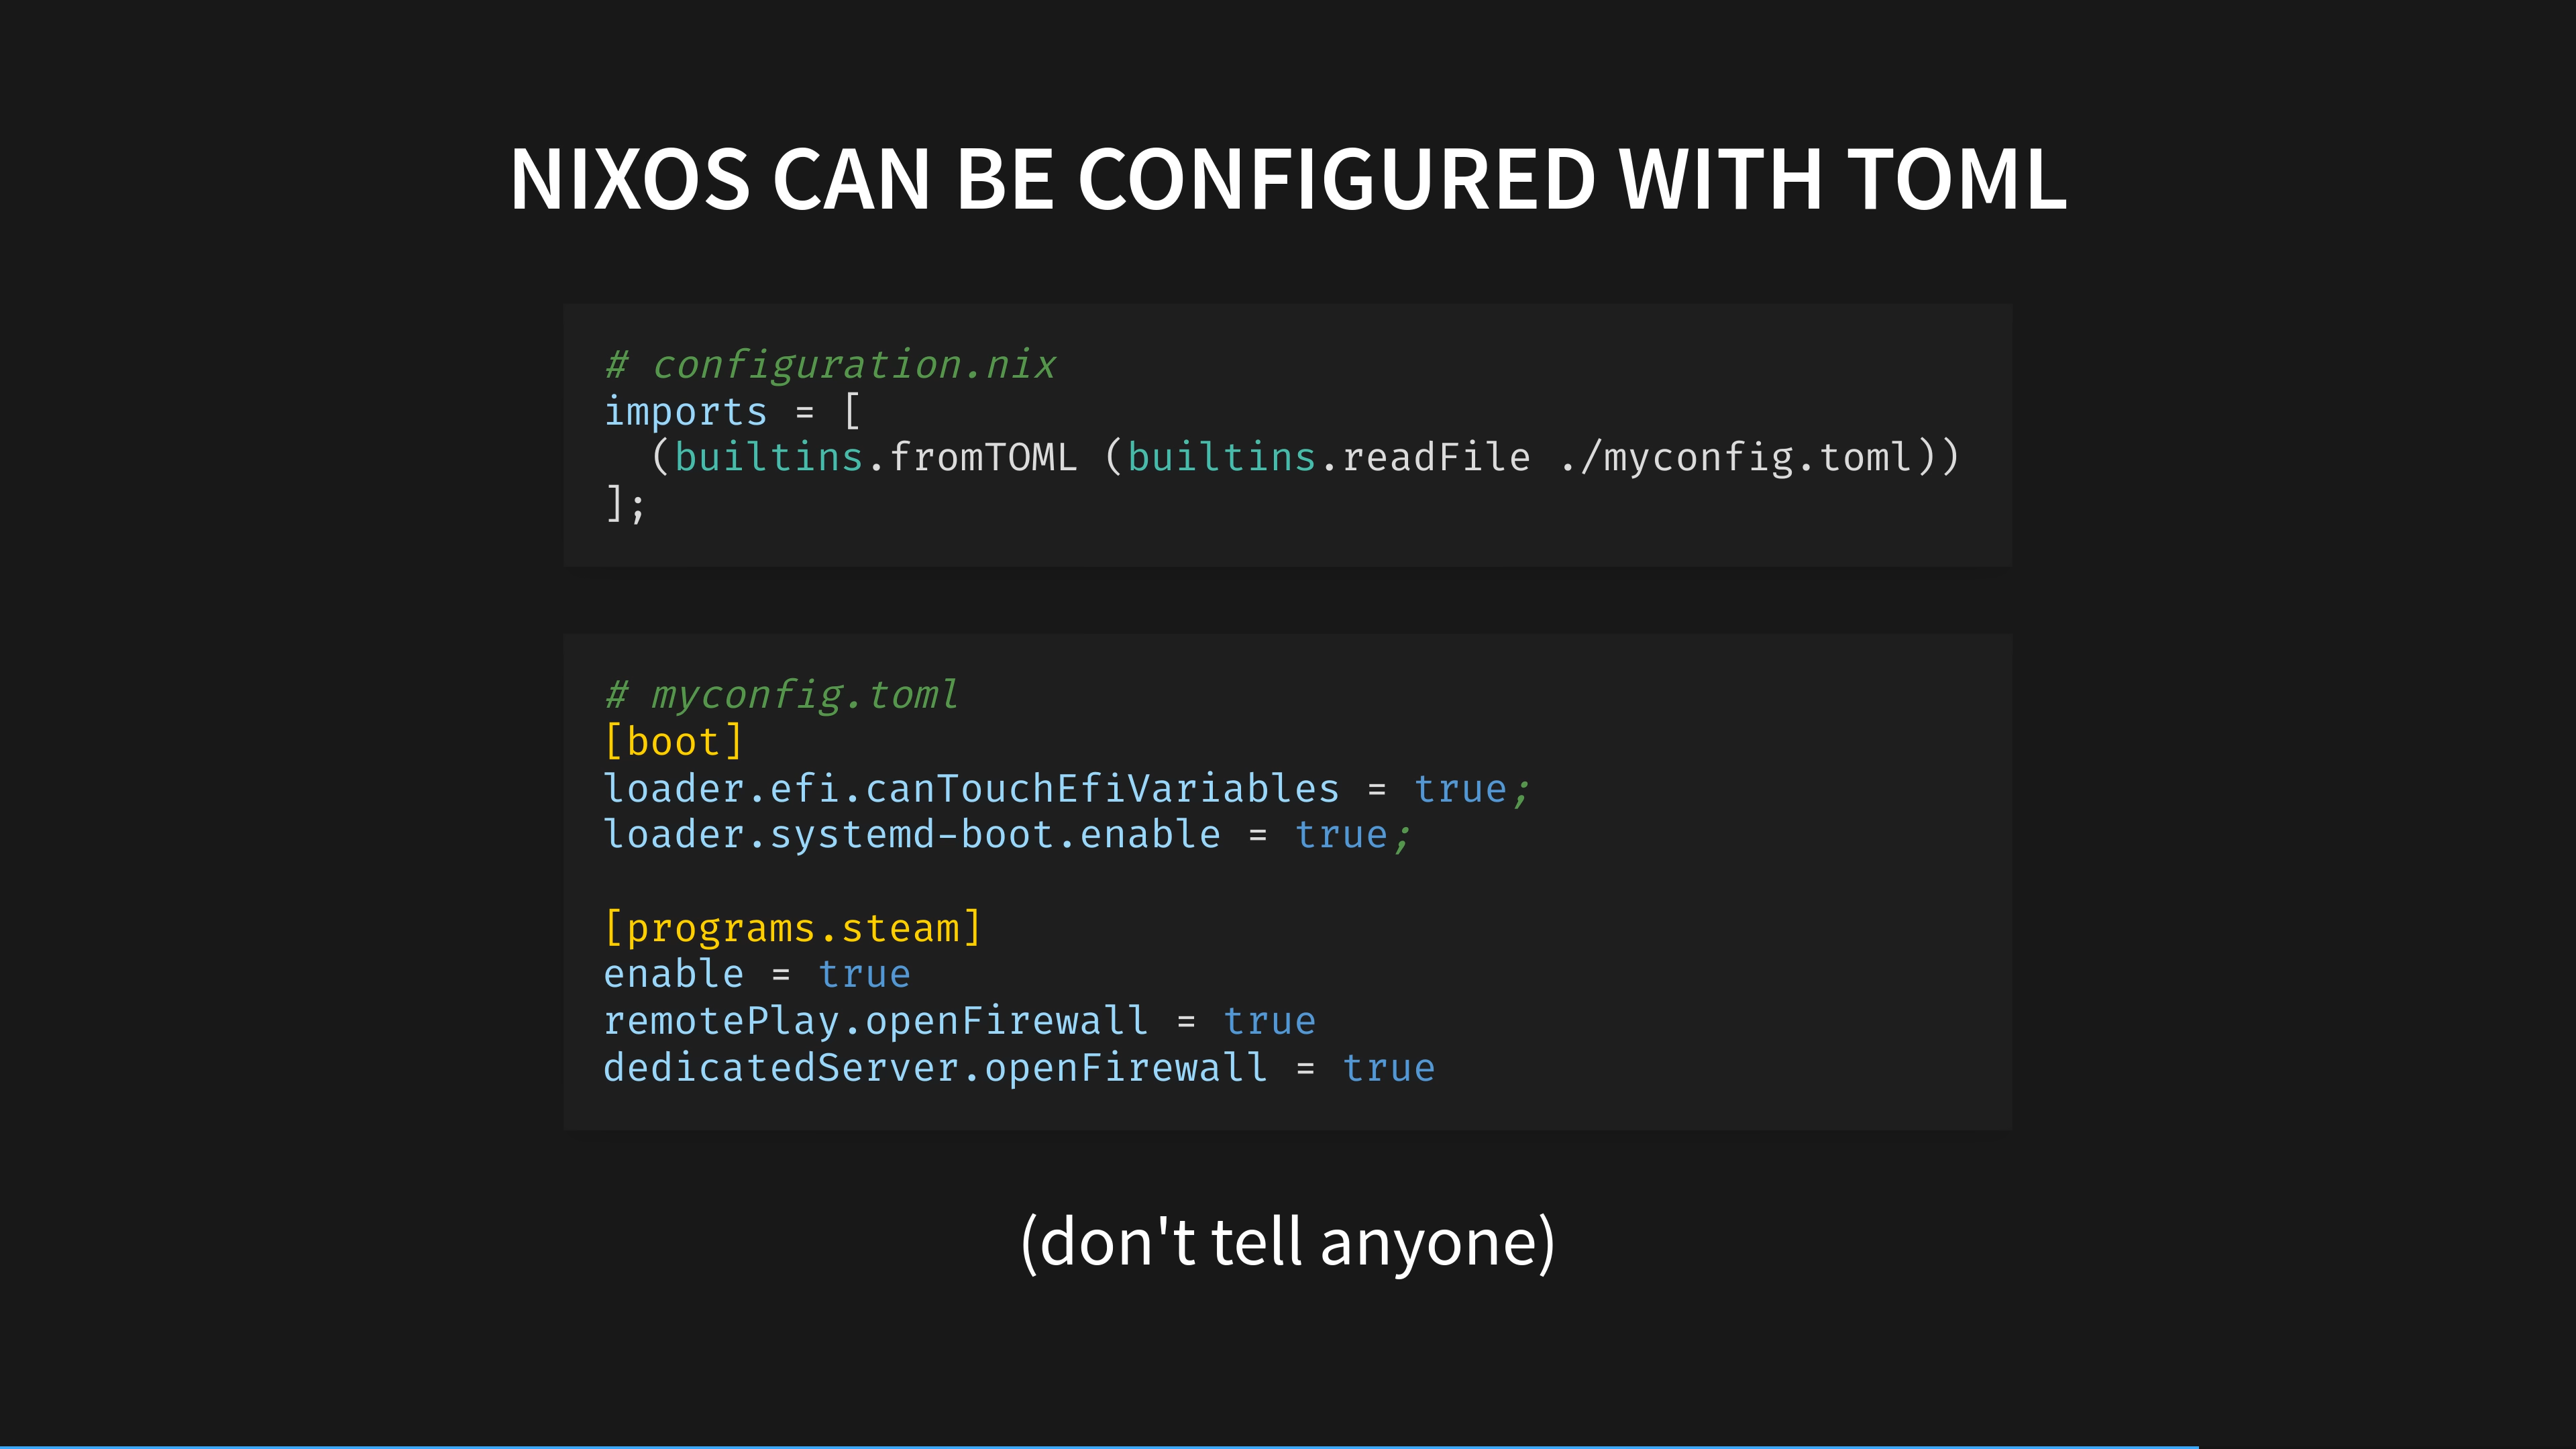 NIXOS CAN BE CONFIGURED WITH TOML
# configuration.nix
imports = [
  (builtins.fromTOML (builtins.readFile ./myconfig.toml))
];
# myconfig.toml
[boot]
loader.efi.canTouchEfiVariables = true;
loader.systemd-boot.enable = true;
[programs.steam]
enable = true
remotePlay.openFirewall = true
dedicatedServer.openFirewall = true
(don't tell anyone)